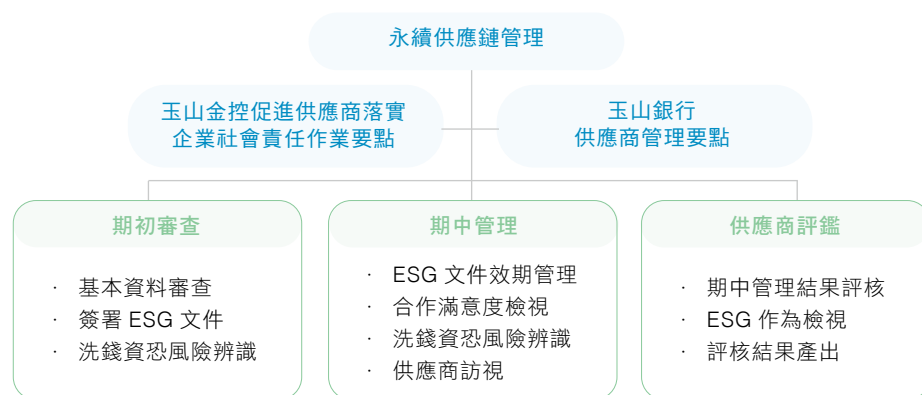 永續供應鏈管理
玉山金控促進供應商落實
企業社會責任作業要點
玉山銀行
供應商管理要點
期初審查
· 基本資料審查
· 簽署 ESG 文件
· 洗錢資恐風險辨識
期中管理
· ESG 文件效期管理
· 合作滿意度檢視
· 洗錢資恐風險辨識
· 供應商訪視
供應商評鑑
· 期中管理結果評核
· ESG 作為檢視
· 評核結果產出